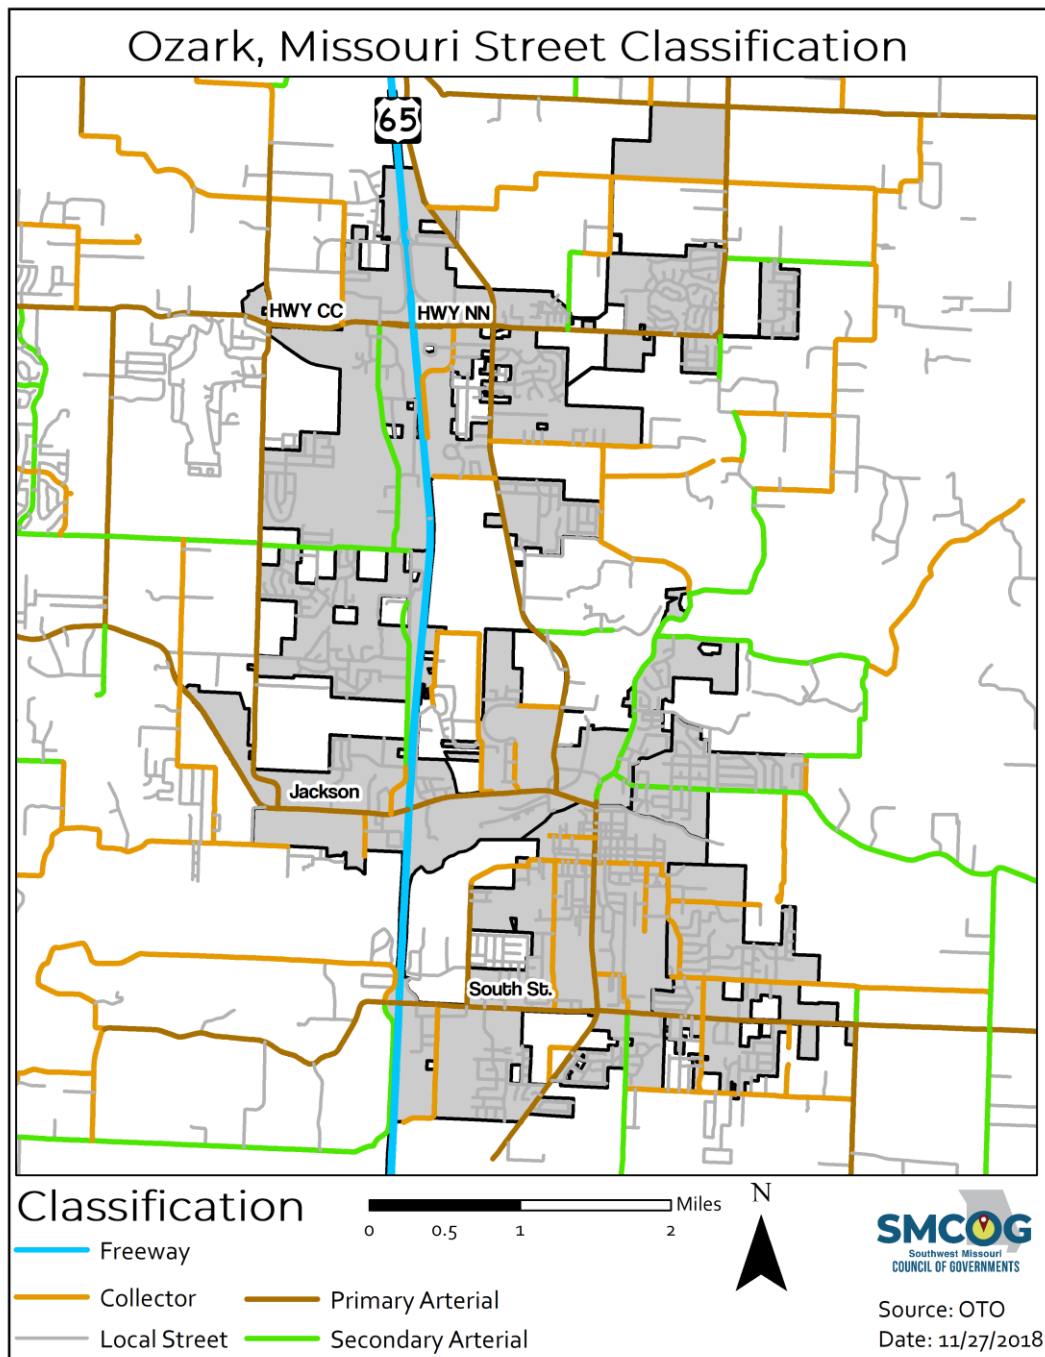 Ozark, Missouri Street Classification
65
HWY CC
HWY NN
Jackson
South St.
Classification
Freeway
Collector
Local Street
Primary Arterial
Secondary Arterial
Miles
0 0.5 1 2
N
SMCOG
Southwest Missouri
COUNCIL OF GOVERNMENTS
Source: OTO
Date: 11/27/2018